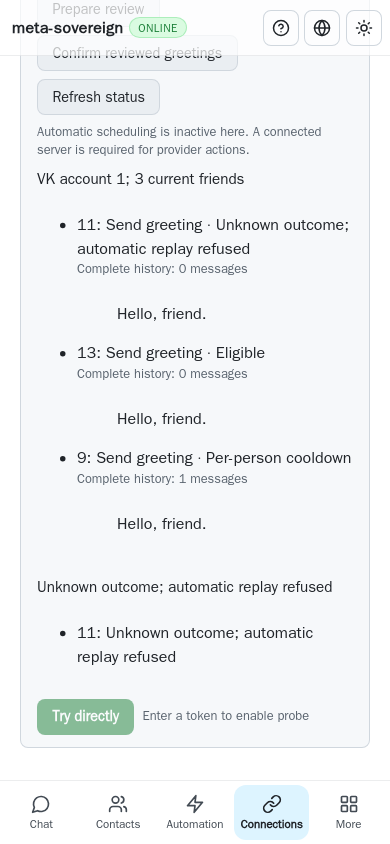 Prepare review
meta-sovereign ONLINE
Confirm reviewed greetings
Refresh status
Automatic scheduling is inactive here. A connected
server is required for provider actions.
VK account 1; 3 current friends
11: Send greeting · Unknown outcome;
automatic replay refused
Complete history: 0 messages
Hello, friend.
13: Send greeting · Eligible
Complete history: 0 messages
Hello, friend.
9: Send greeting · Per-person cooldown
Complete history: 1 messages
Hello, friend.
Unknown outcome; automatic replay refused
11: Unknown outcome; automatic
replay refused
Try directly Enter a token to enable probe
Chat Contacts Automation Connections More